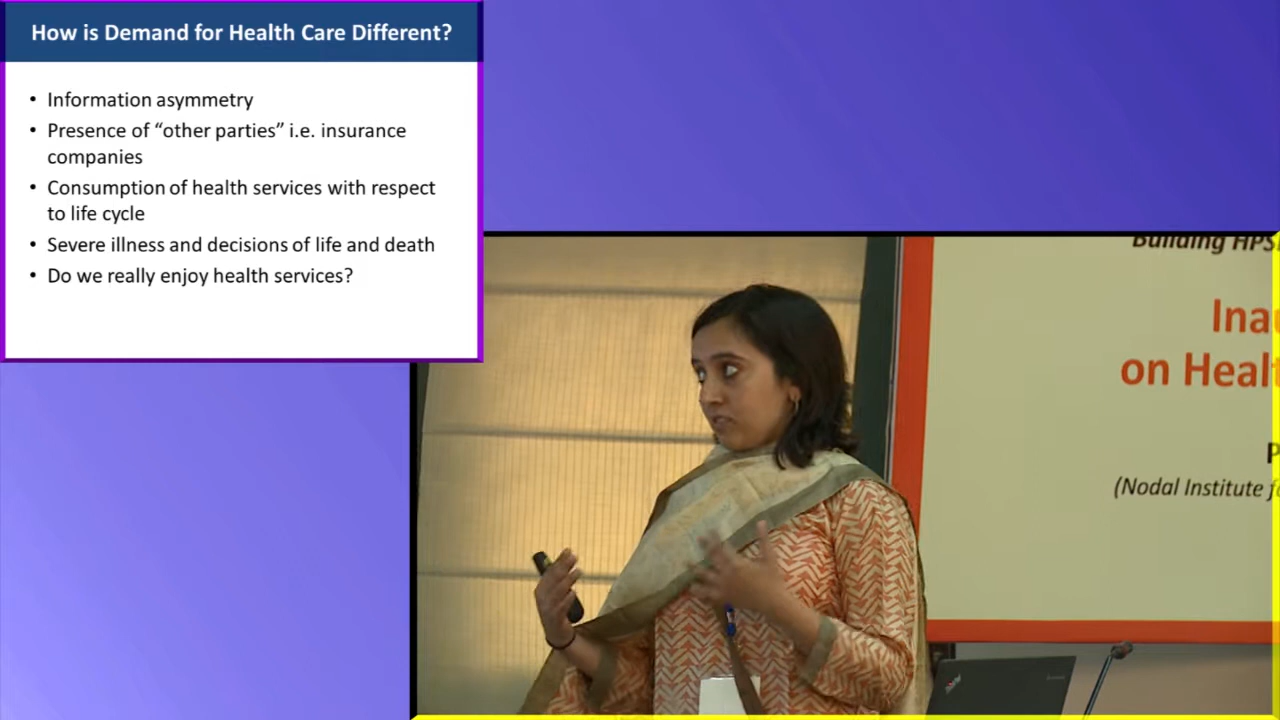 How is Demand for Health Care Different?
• Information asymmetry
• Presence of “other parties” i.e. insurance
companies
• Consumption of health services with respect
to life cycle
• Severe illness and decisions of life and death
• Do we really enjoy health services?
Building HPS
Ina
on Heal
P
(Nodal Institute f